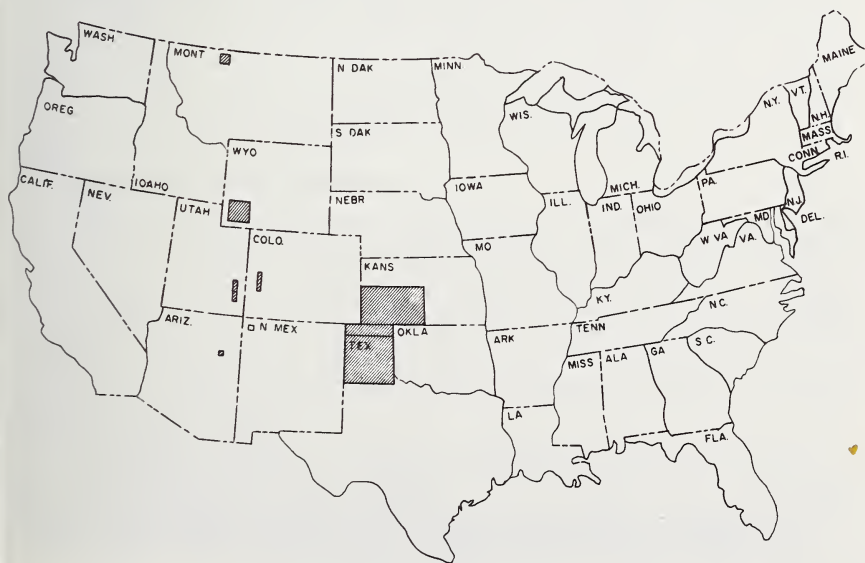 WASH
MONT
N DAK
MINN
MAINE
OREG
WIS.
N.Y.
VT.
N.H.
MASS
CONN
R.I.
S DAK
WYO
MICH.
IOAHO
CALIF.
NEV.
UTAH
NEBR
IOWA
ILL.
IND.
OHIO
PA.
N.J.
DEL.
MD
W VA
VA.
COLO.
MO
KANS
KY.
N.C.
ARIZ.
N MEX
TEX.
OKLA
ARK
TENN
S C.
MISS
ALA
GA
LA
FLA.